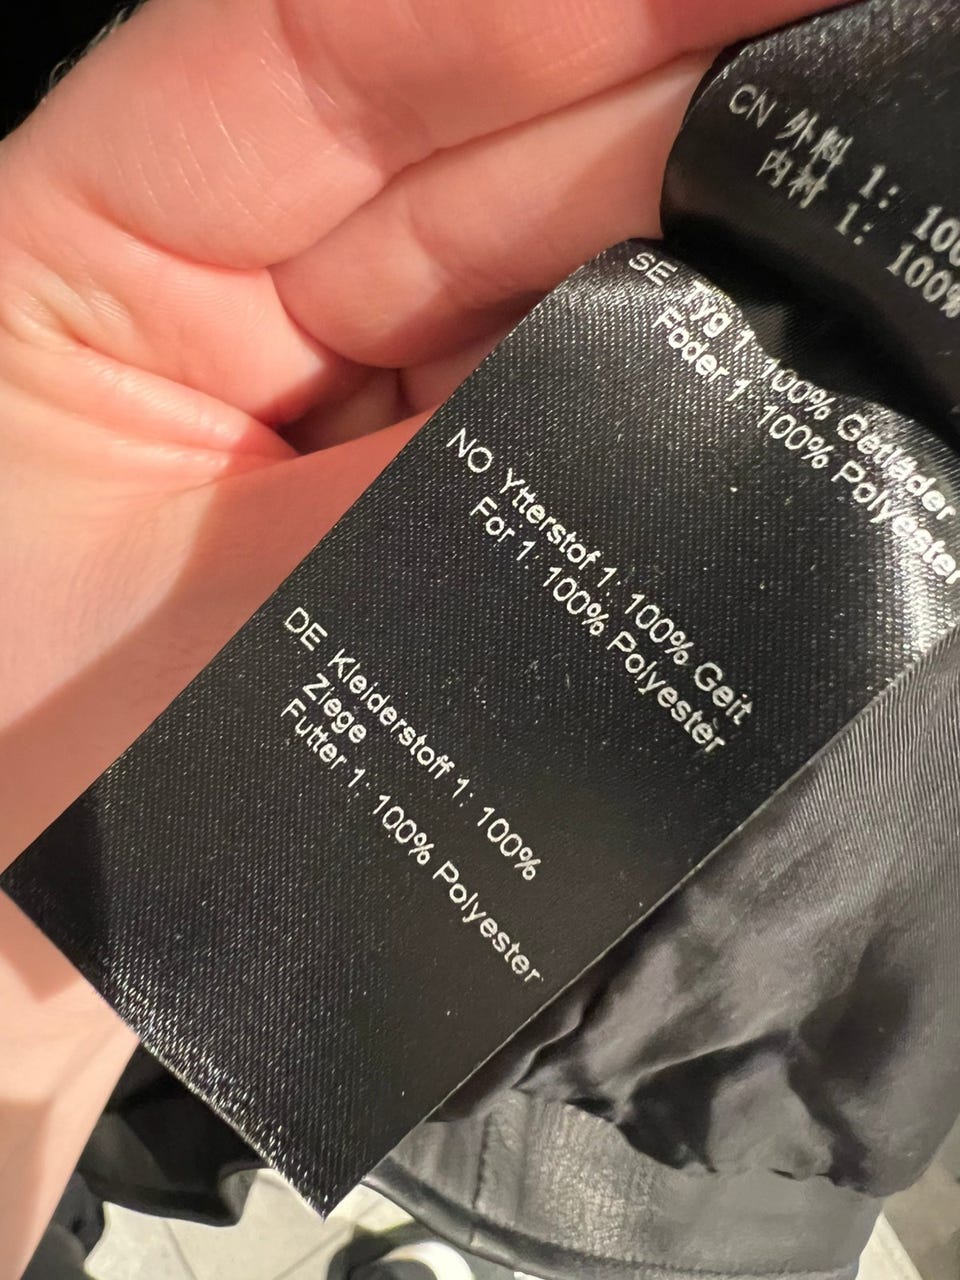 CN 外料 1: 100
内衬 1: 100%
SE Tyg 1 100% Getläder
Foder 1: 100% Polyester
NO Ytterstof 1: 100% Geit
For 1: 100% Polyester
DE Kleiderstoff 1: 100%
Ziege
Futter 1: 100% Polyester